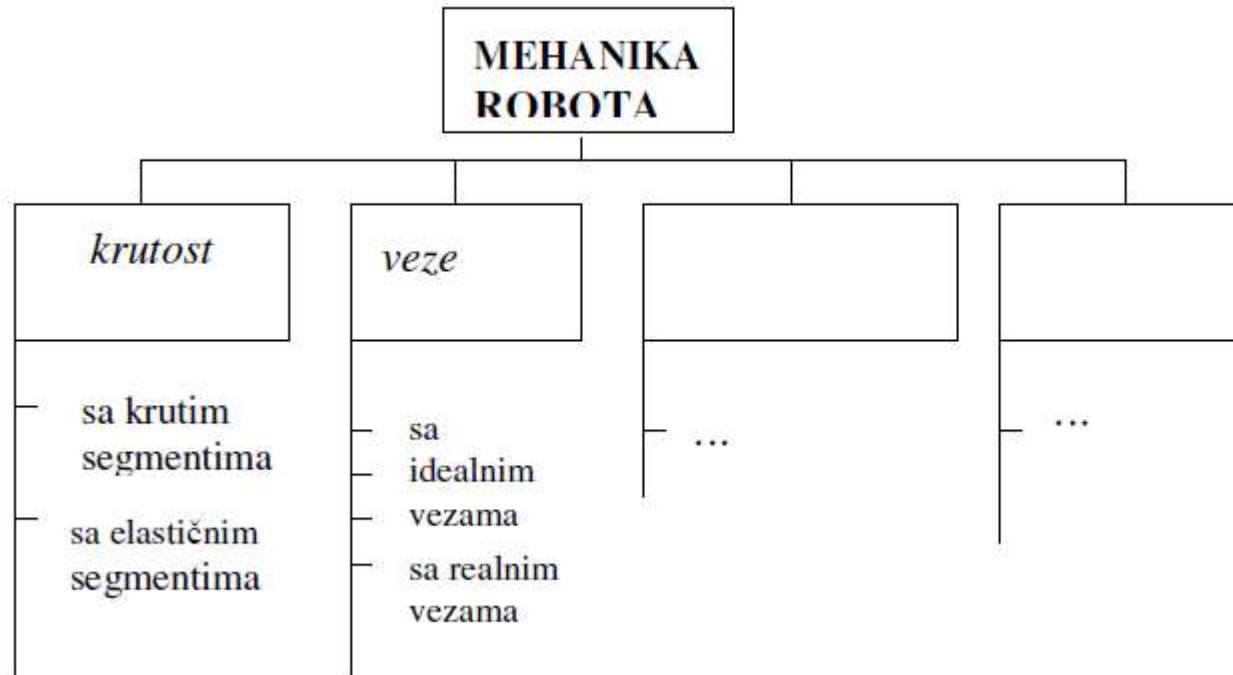 MEHANIKA
ROBOTA
krutost
veze
sa krutim
segmentima
sa elastičnim
segmentima
sa
idealnim
vezama
sa realnim
vezama
...
...